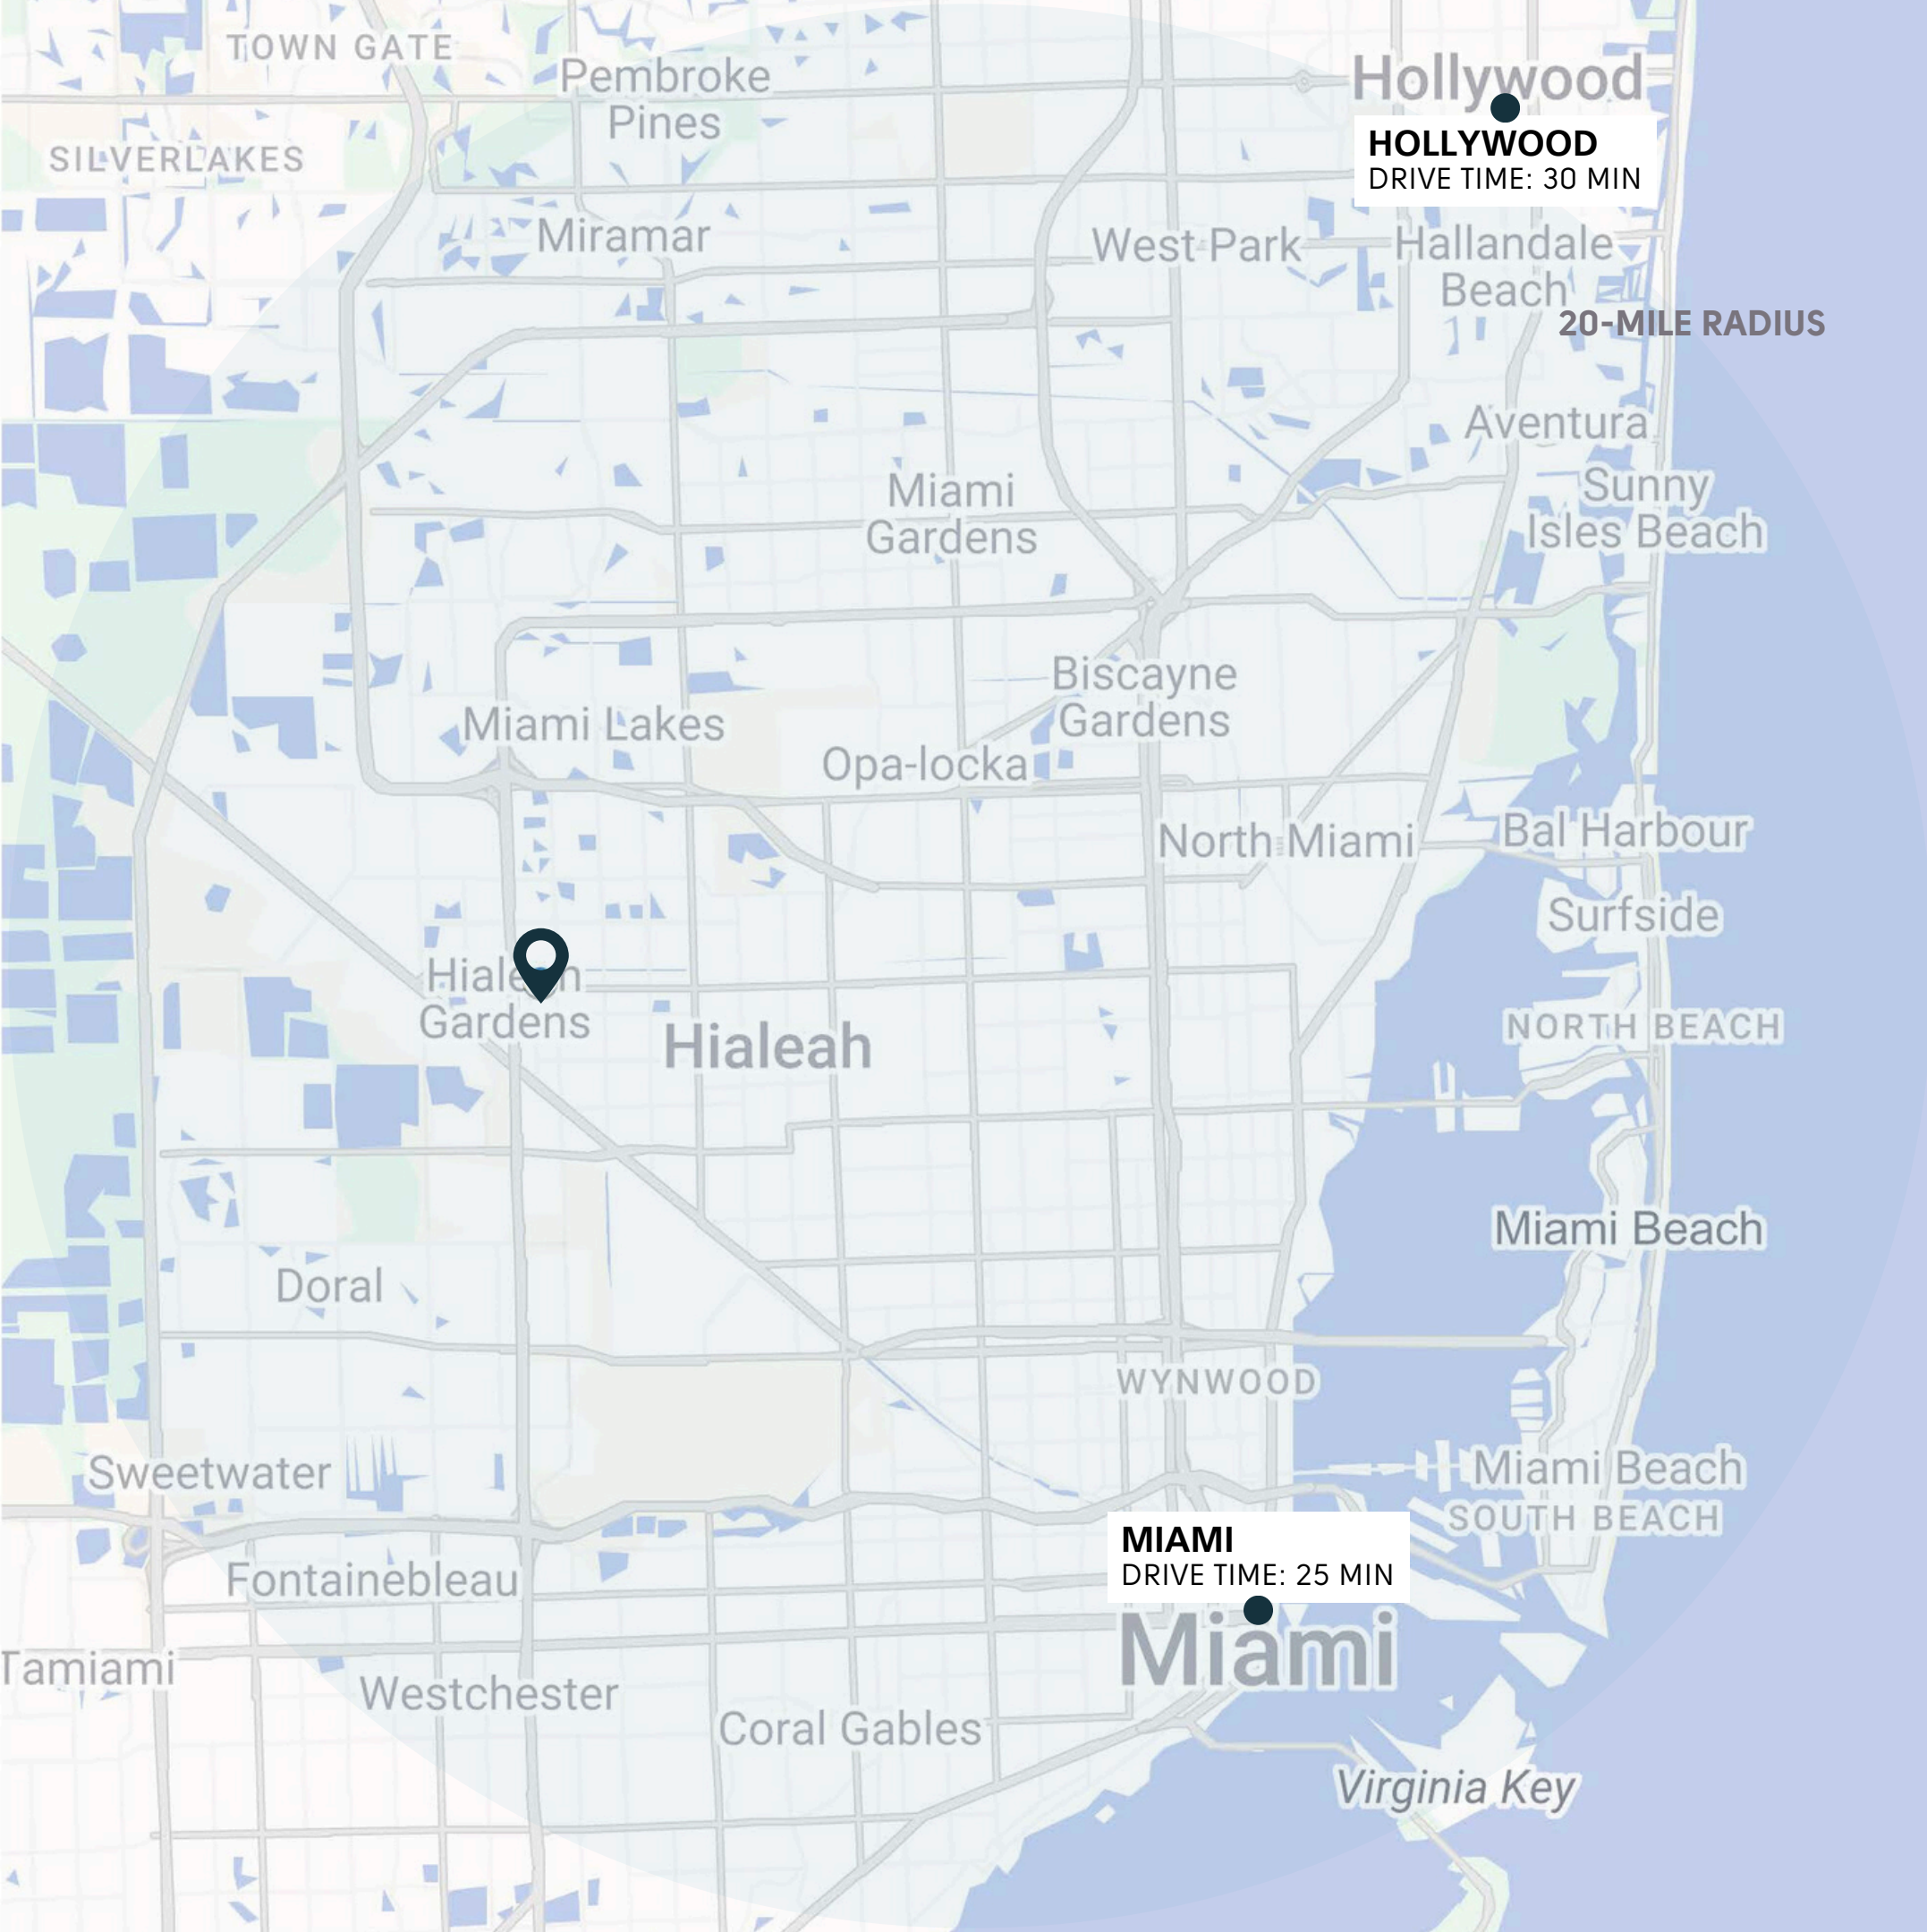 TOWN GATE
Pembroke
Pines
Hollywood
HOLLYWOOD
DRIVE TIME: 30 MIN
SILVERLAKES
Miramar
West Park
Hallandale
Beach
20-MILE RADIUS
Aventura
Miami
Gardens
Sunny
Isles Beach
Biscayne
Gardens
Miami Lakes
Opa-locka
North Miami
Bal Harbour
Surfside
Gardens
Hialeah
NORTH BEACH
Miami Beach
Doral
WYNWOOD
Sweetwater
Miami Beach
SOUTH BEACH
MIAMI
DRIVE TIME: 25 MIN
Miami
Fontainebleau
Tamiami
Westchester
Coral Gables
Virginia Key